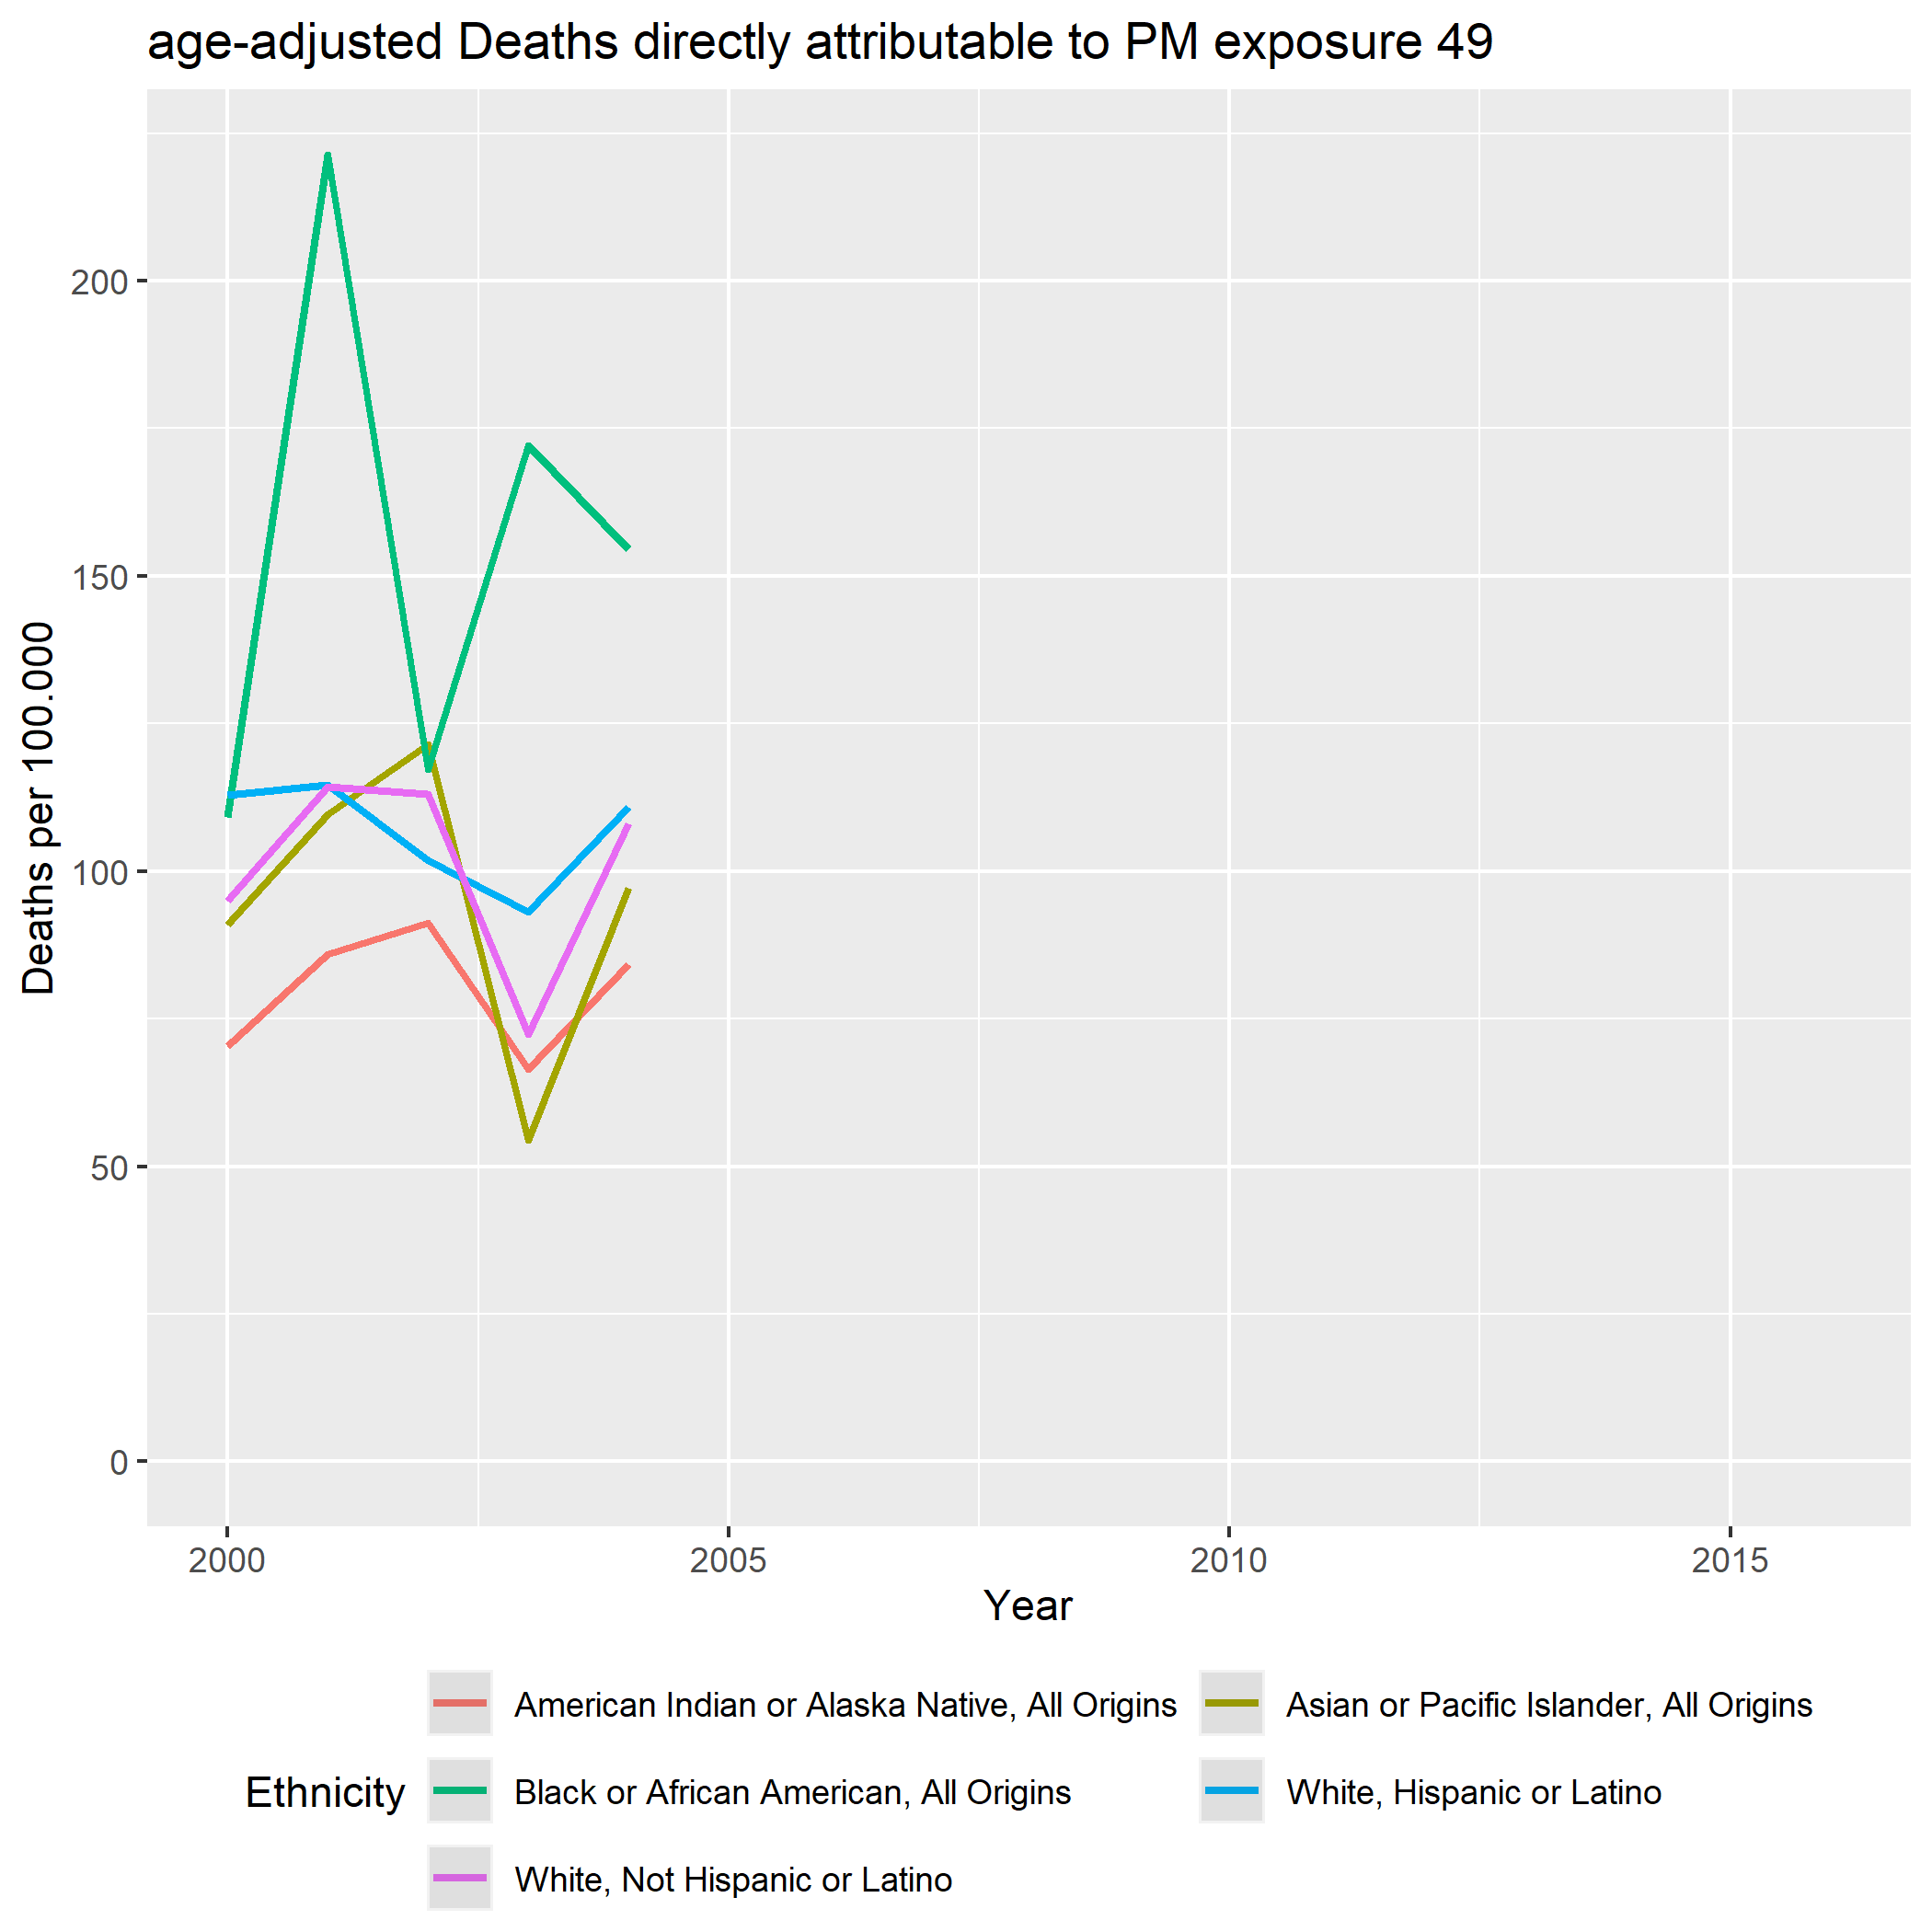 age-adjusted Deaths directly attributable to PM exposure 49
Deaths per 100.000
200
150
100
50
0
2000 2005 2010 2015
Year
Ethnicity
American Indian or Alaska Native, All Origins
Asian or Pacific Islander, All Origins
Black or African American, All Origins
White, Hispanic or Latino
White, Not Hispanic or Latino